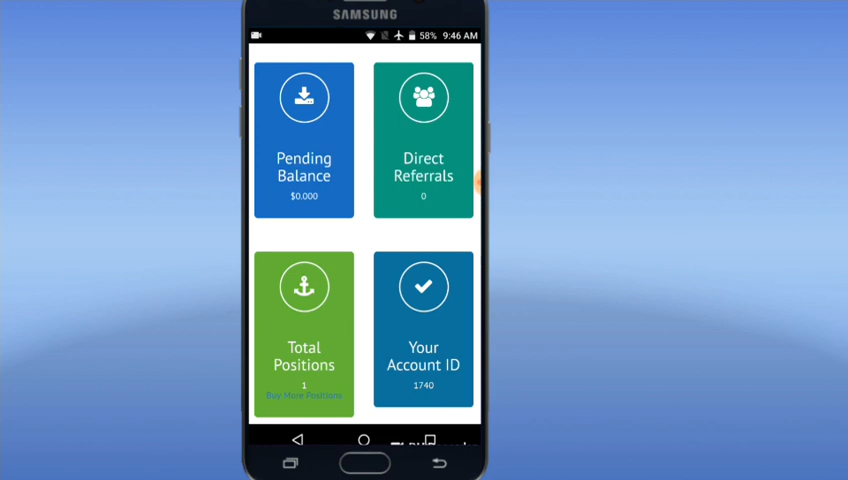 SAMSUNG
58% 9:46 AM
Pending
Balance
$0.000
Direct
Referrals
0
Total
Positions
1
Buy More Positions
Your
Account ID
1740